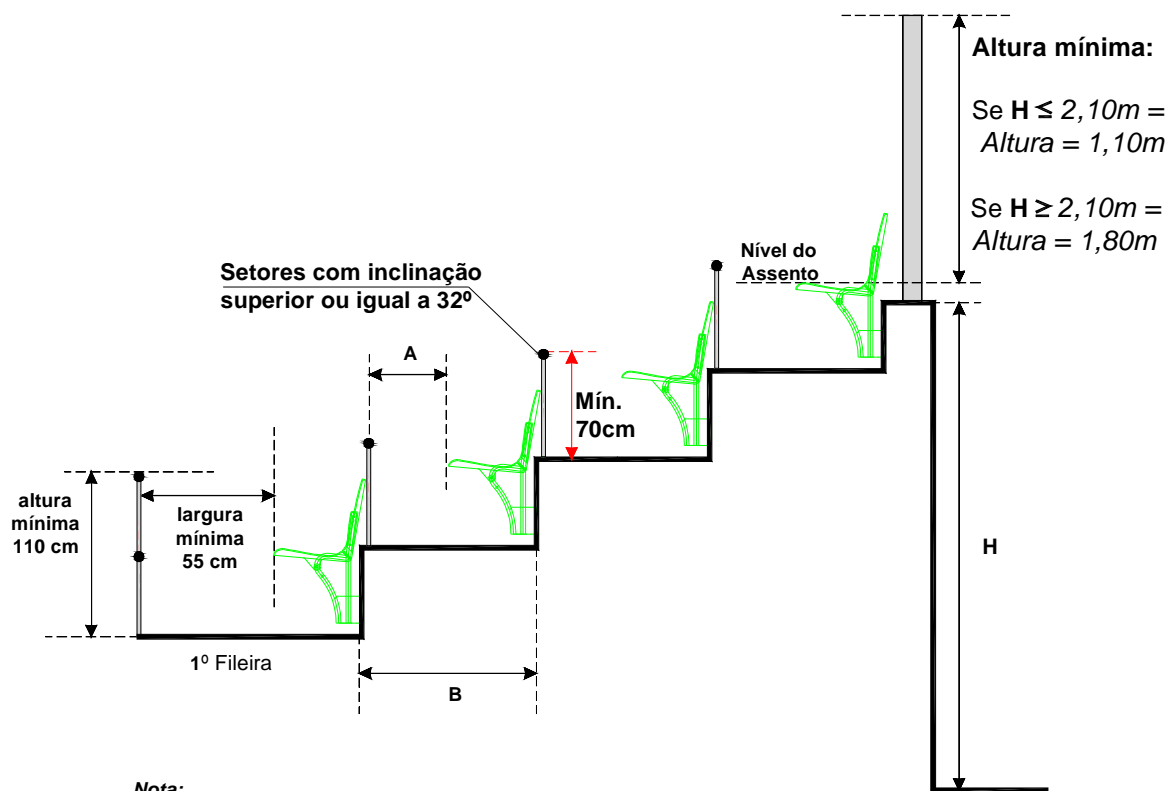 Altura mínima:
Se H ≤ 2,10m =
Altura = 1,10m
Se H ≥ 2,10m =
Altura = 1,80m
Nível do
Assento
Setores com inclinação
superior ou igual a 32º
A
Mín.
70cm
altura
mínima
110 cm
largura
mínima
55 cm
H
1º Fileira
B
Nota: